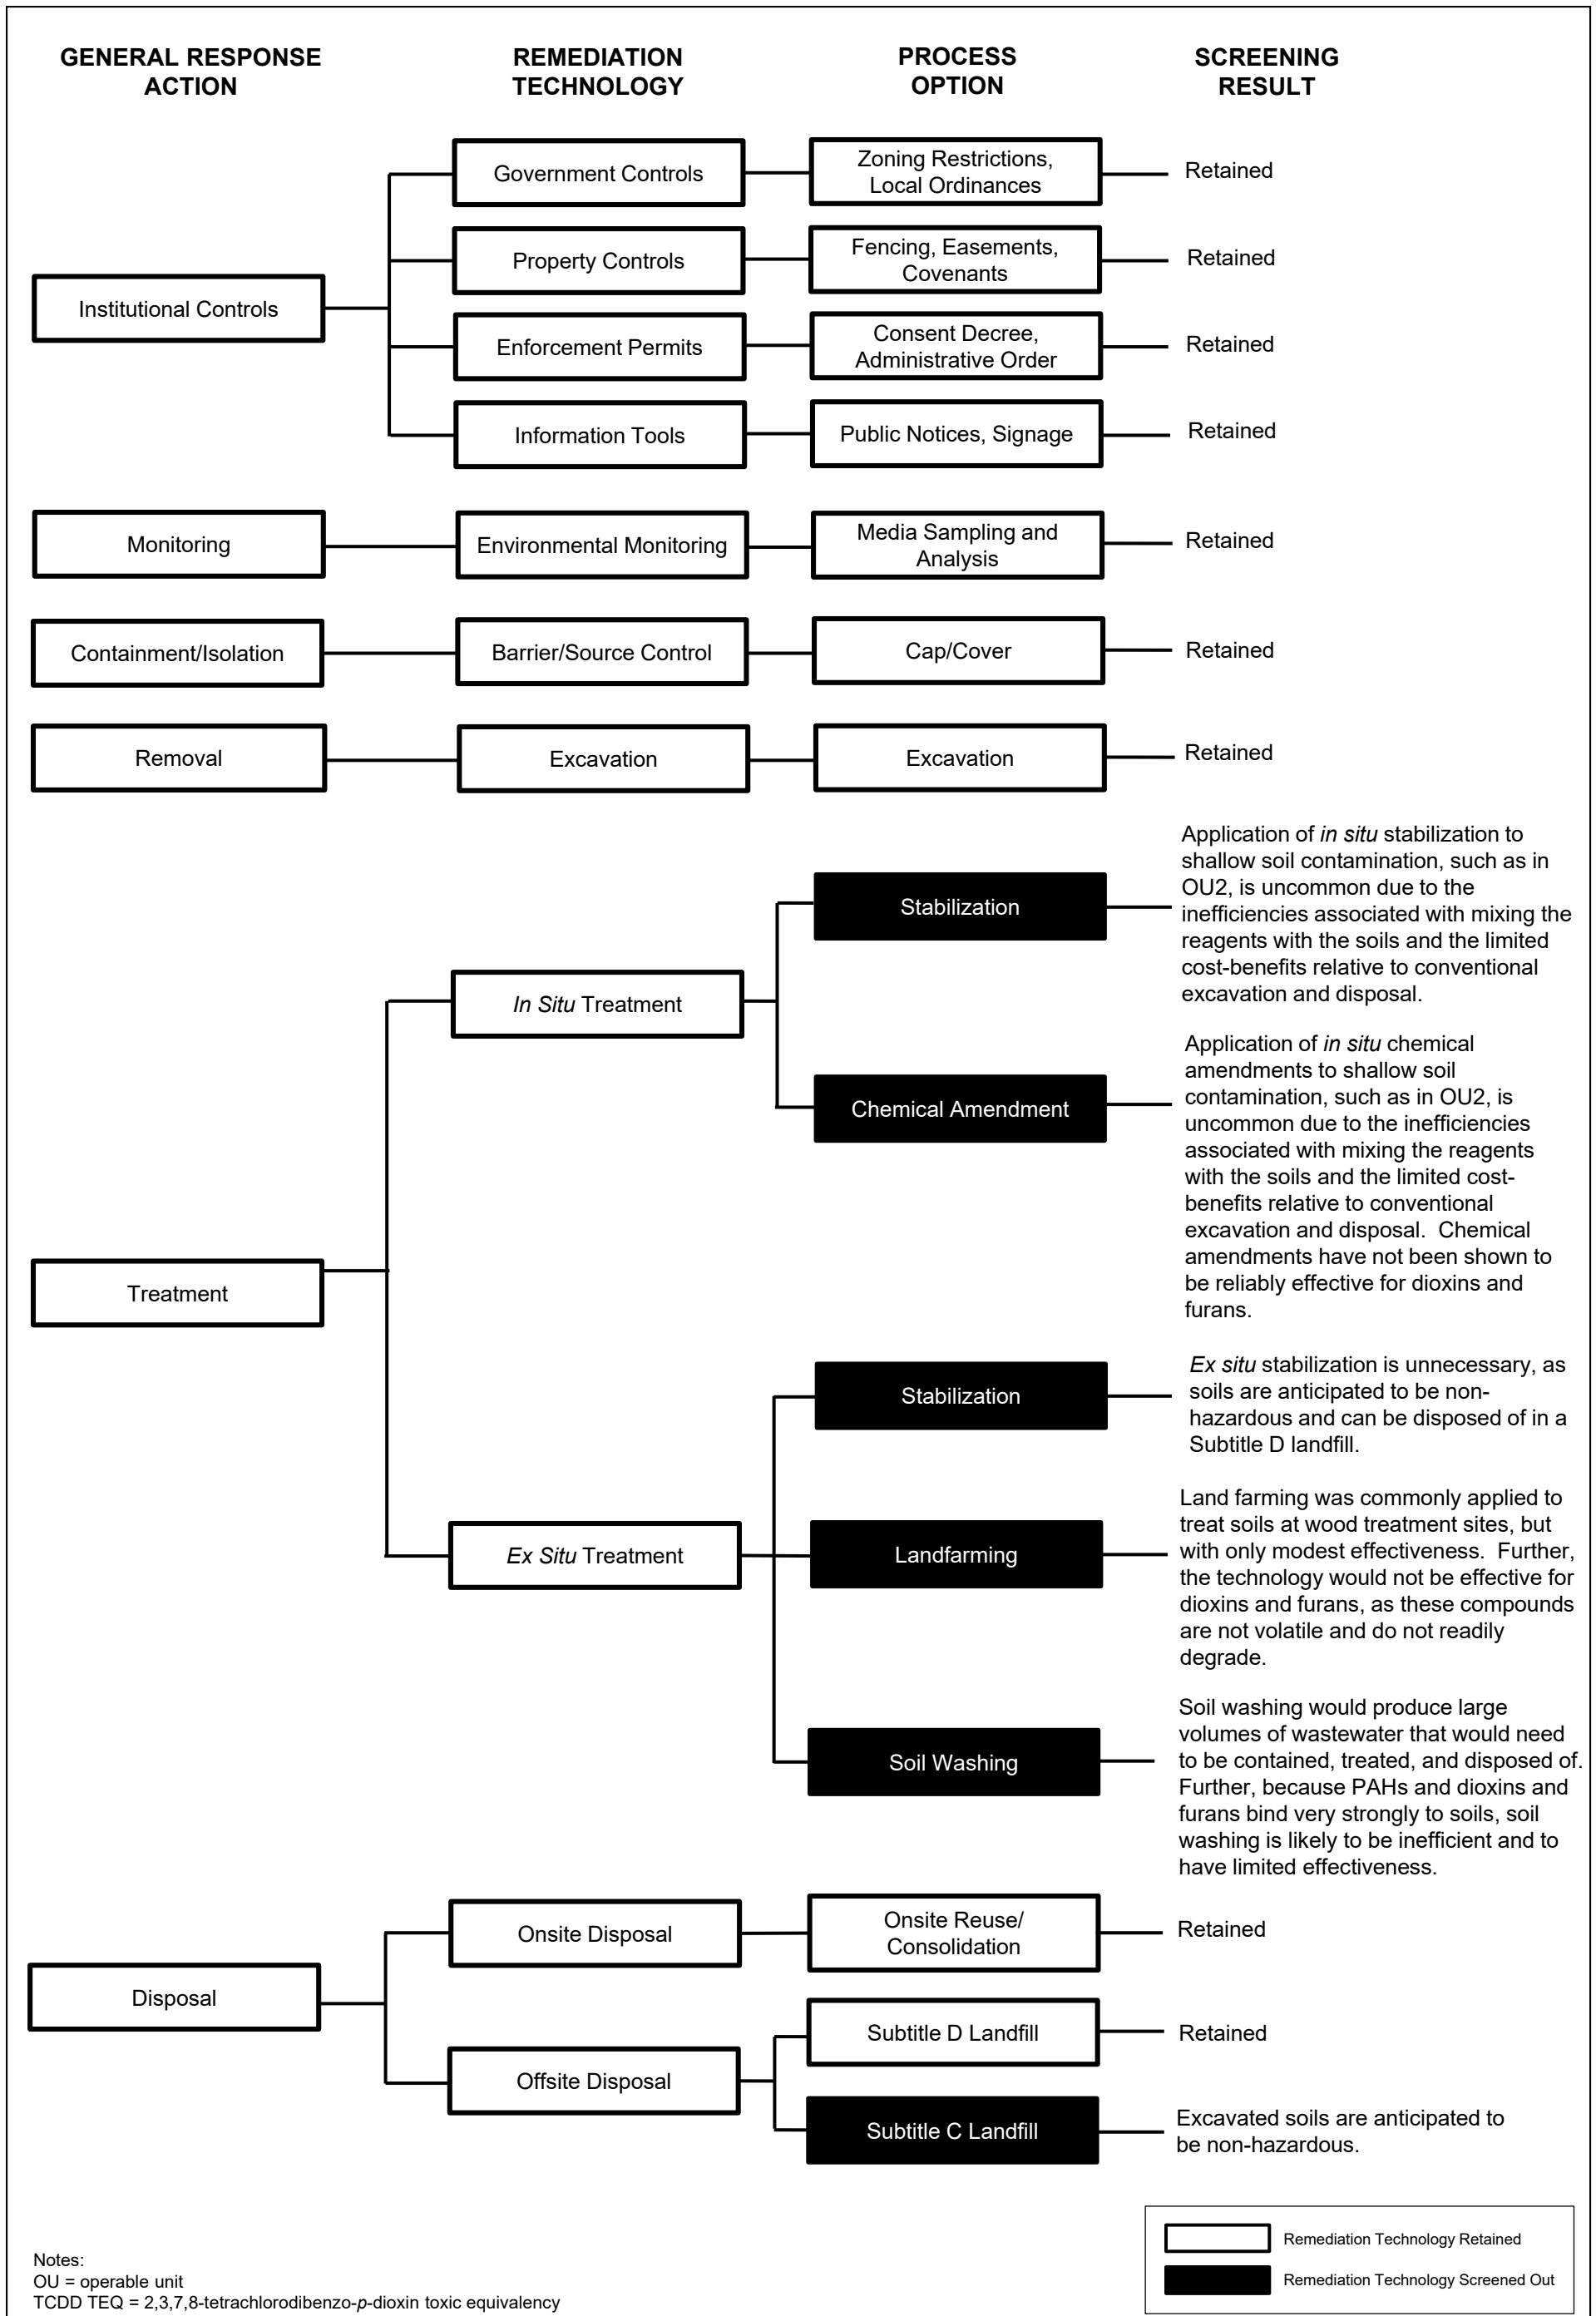 GENERAL RESPONSE
ACTION
REMEDIATION
TECHNOLOGY
PROCESS
OPTION
SCREENING
RESULT
Institutional Controls
Government Controls
Zoning Restrictions,
Local Ordinances
Retained
Property Controls
Fencing, Easements,
Covenants
Retained
Enforcement Permits
Consent Decree,
Administrative Order
Retained
Information Tools
Public Notices, Signage
Retained
Monitoring
Environmental Monitoring
Media Sampling and
Analysis
Retained
Containment/Isolation
Barrier/Source Control
Cap/Cover
Retained
Removal
Excavation
Excavation
Retained
Treatment
In Situ Treatment
Stabilization
Application of in situ stabilization to
shallow soil contamination, such as in
OU2, is uncommon due to the
inefficiencies associated with mixing the
reagents with the soils and the limited
cost-benefits relative to conventional
excavation and disposal.
Chemical Amendment
Application of in situ chemical
amendments to shallow soil
contamination, such as in OU2, is
uncommon due to the inefficiencies
associated with mixing the reagents
with the soils and the limited cost-
benefits relative to conventional
excavation and disposal. Chemical
amendments have not been shown to
be reliably effective for dioxins and
furans.
Ex Situ Treatment
Stabilization
Ex situ stabilization is unnecessary, as
soils are anticipated to be non-
hazardous and can be disposed of in a
Subtitle D landfill.
Landfarming
Land farming was commonly applied to
treat soils at wood treatment sites, but
with only modest effectiveness. Further,
the technology would not be effective for
dioxins and furans, as these compounds
are not volatile and do not readily
degrade.
Soil Washing
Soil washing would produce large
volumes of wastewater that would need
to be contained, treated, and disposed of.
Further, because PAHs and dioxins and
furans bind very strongly to soils, soil
washing is likely to be inefficient and to
have limited effectiveness.
Disposal
Onsite Disposal
Onsite Reuse/
Consolidation
Retained
Offsite Disposal
Subtitle D Landfill
Retained
Subtitle C Landfill
Excavated soils are anticipated to
be non-hazardous.
Remediation Technology Retained
Remediation Technology Screened Out
Notes:
OU = operable unit
TCDD TEQ = 2,3,7,8-tetrachlorodibenzo-p-dioxin toxic equivalency